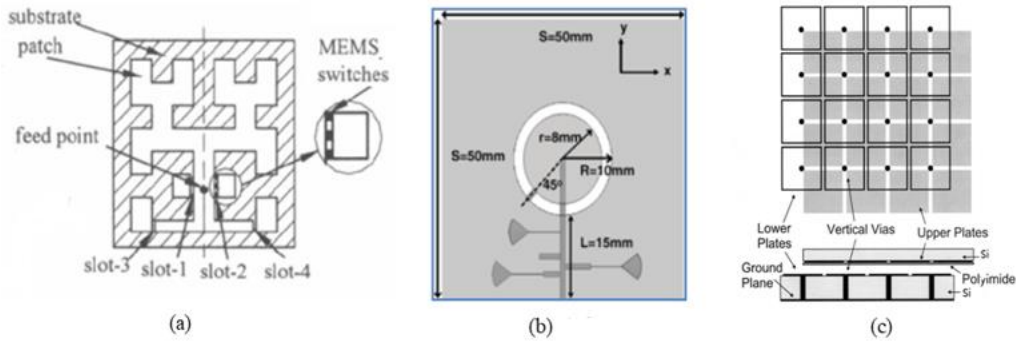 substrate
patch
feed point
MEMS
switches
slot-3
slot-1
slot-2
slot-4
(a)
S=50mm
y
x
r=8mm
S=50mm
R=10mm
45º
L=15mm
(b)
Lower
Plates
Vertical Vias
Upper Plates
Ground
Plane
Si
Polyimide
Si
(c)